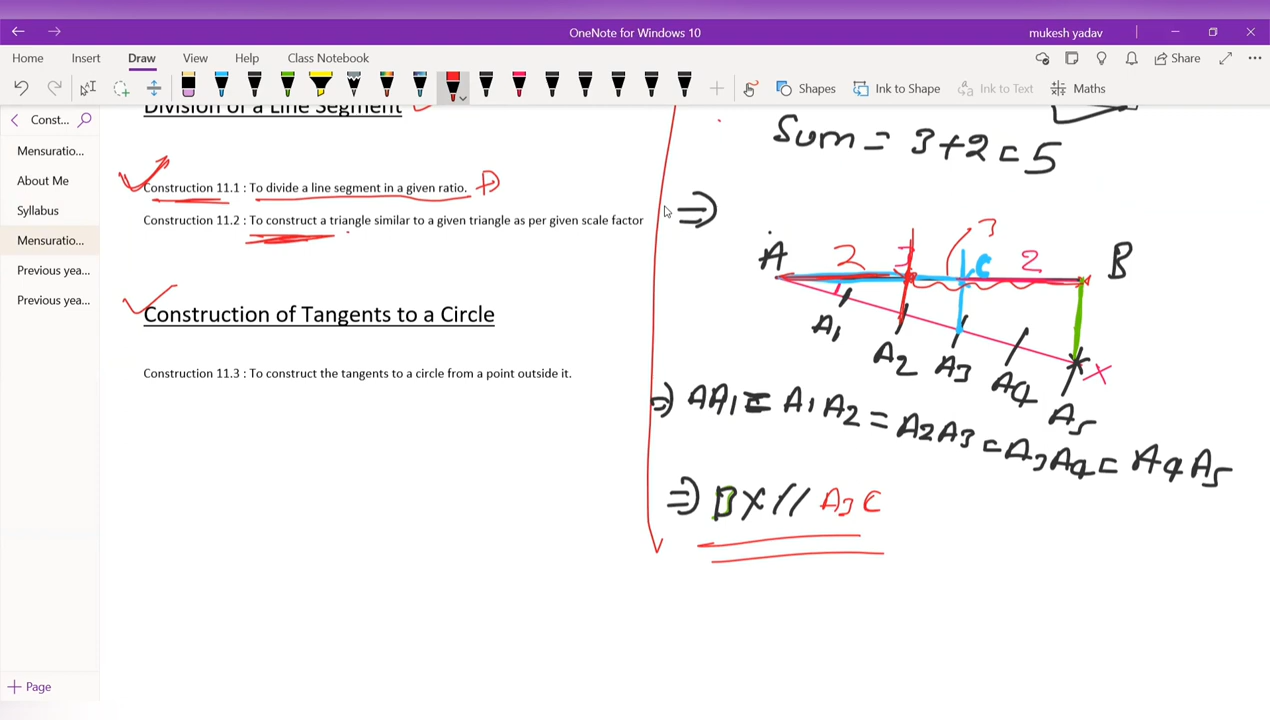 OneNote for Windows 10
mukesh yadav
Home Insert Draw View Help Class Notebook
Share
Shapes Ink to Shape Ink to Text Maths
Const...
Mensuratio...
About Me
Syllabus
Mensuratio...
Previous yea...
Previous yea...
Page
Division of a Line Segment
Construction 11.1 : To divide a line segment in a given ratio.
Construction 11.2 : To construct a triangle similar to a given triangle as per given scale factor
Construction of Tangents to a Circle
Construction 11.3 : To construct the tangents to a circle from a point outside it.
Sum = 3+2=5
⇒
3
A 2 C 2 B
A1 A2 A3 A4 A5 X
⇒ AA1 = A1A2 = A2A3 = A3A4 = A4A5
⇒ BX // A3C